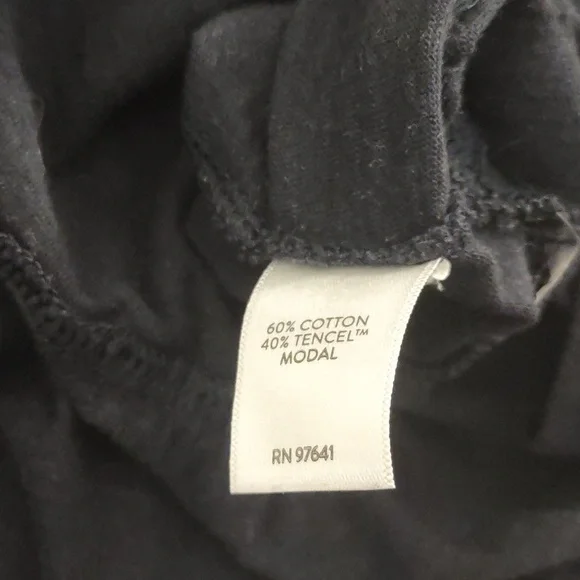 60% COTTON
40% TENCEL™
MODAL
RN 97641